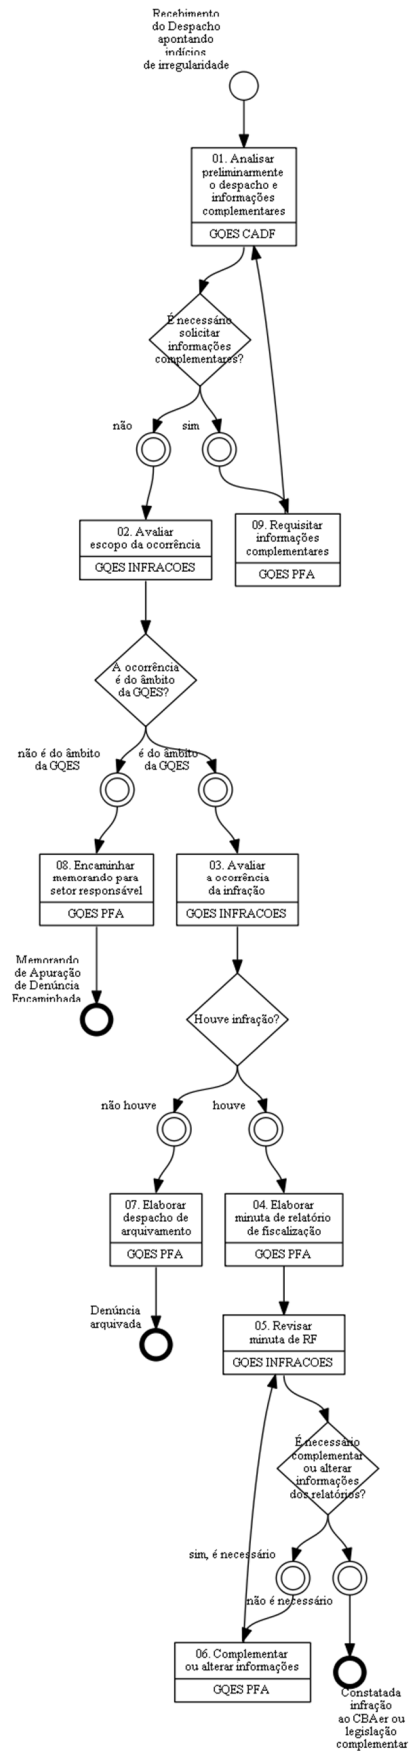 Recebimento
do Despacho
apontando
indícios
de irregularidade
01. Analisar
preliminarmente
o despacho e
informações
complementares
GQES CADF
É necessário
solicitar
informações
complementares?
não
sim
02. Avaliar
escopo da ocorrência
GQES INFRACOES
09. Requisitar
informações
complementares
GQES PFA
A ocorrência
é do âmbito
da GQES?
não é do âmbito
da GQES
é do âmbito
da GQES
08. Encaminhar
memorando para
setor responsável
GQES PFA
03. Avaliar
a ocorrência
da infração
GQES INFRACOES
Memorando
de Apuração
de Denúncia
Encaminhada
Houve infração?
não houve
houve
07. Elaborar
despacho de
arquivamento
GQES PFA
04. Elaborar
minuta de relatório
de fiscalização
GQES PFA
Denúncia
arquivada
05. Revisar
minuta de RF
GQES INFRACOES
É necessário
complementar
ou alterar
informações
dos relatórios?
sim, é necessário
não é necessário
06. Complementar
ou alterar informações
GQES PFA
Constatada
infração
ao CBAer ou
legislação
complementar